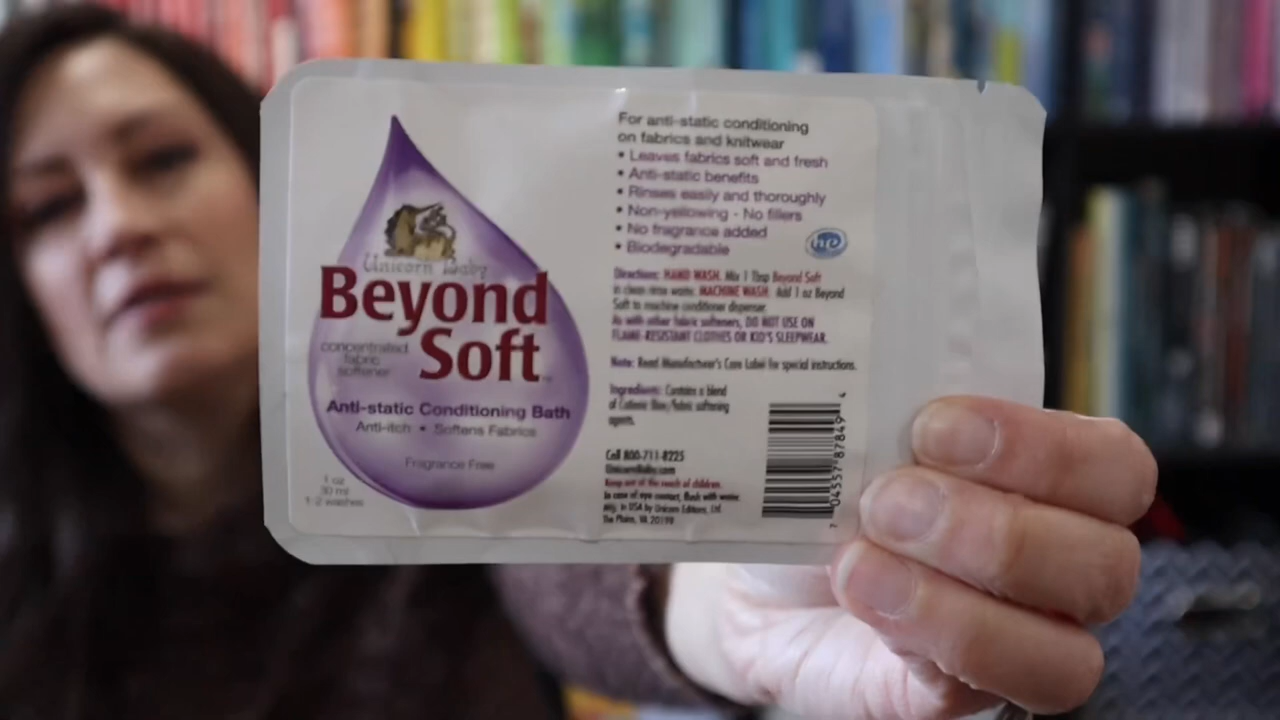 Unicorn Baby
Beyond
Soft
concentrated
fabric
softener
Anti-static Conditioning Bath
Anti-itch • Softens Fabrics
Fragrance Free
1 oz
30 ml
1-2 washes
For anti-static conditioning
on fabrics and knitwear
• Leaves fabrics soft and fresh
• Anti-static benefits
• Rinses easily and thoroughly
• Non-yellowing - No fillers
• No fragrance added
• Biodegradable
he
Directions: HAND WASH. Mix 1 Tbsp Beyond Soft
in clean rinse water. MACHINE WASH. Add 1 oz Beyond
Soft to machine conditioner dispenser.
As with other fabric softeners, DO NOT USE ON
FLAME-RESISTANT CLOTHES OR KID'S SLEEPWEAR.
Note: Read Manufacturer's Care Label for special instructions.
Ingredients: Contains a blend
of Cationic fabric softening
agents.
Call 800-711-8225
UnicornBaby.com
Keep out of the reach of children.
In case of eye contact, flush with water.
Mfg. in USA by Unicorn Editions, Ltd.
The Plains, VA 20198
7 04557 87849 4